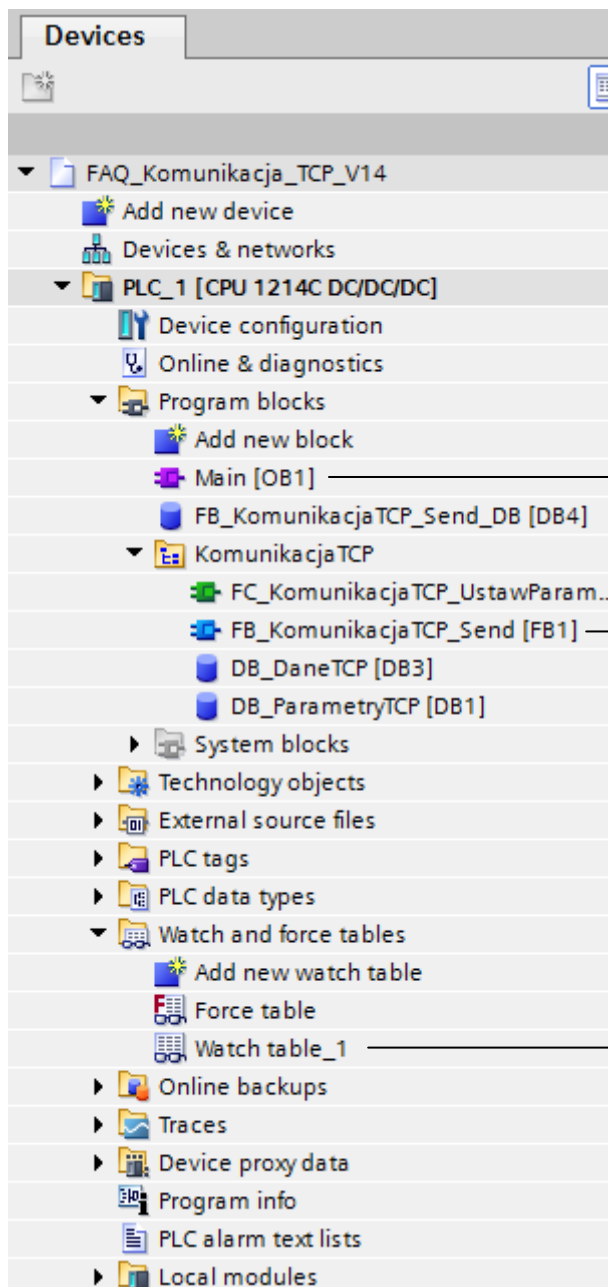 Devices
FAQ_Komunikacja_TCP_V14
Add new device
Devices & networks
PLC_1 [CPU 1214C DC/DC/DC]
Device configuration
Online & diagnostics
Program blocks
Add new block
Main [OB1]
FB_KomunikacjaTCP_Send_DB [DB4]
KomunikacjaTCP
FC_KomunikacjaTCP_UstawParam...
FB_KomunikacjaTCP_Send [FB1]
DB_DaneTCP [DB3]
DB_ParametryTCP [DB1]
System blocks
Technology objects
External source files
PLC tags
PLC data types
Watch and force tables
Add new watch table
Force table
Watch table_1
Online backups
Traces
Device proxy data
Program info
PLC alarm text lists
Local modules